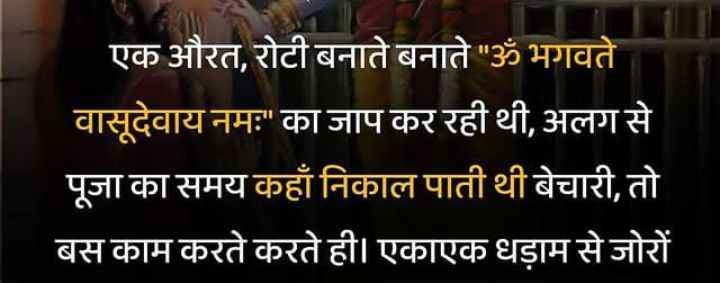 एक औरत, रोटी बनाते बनाते "ॐ भगवते
वासूदेवाय नमः" का जाप कर रही थी, अलग से
पूजा का समय कहाँ निकाल पाती थी बेचारी, तो
बस काम करते करते ही। एकाएक धड़ाम से जोरों